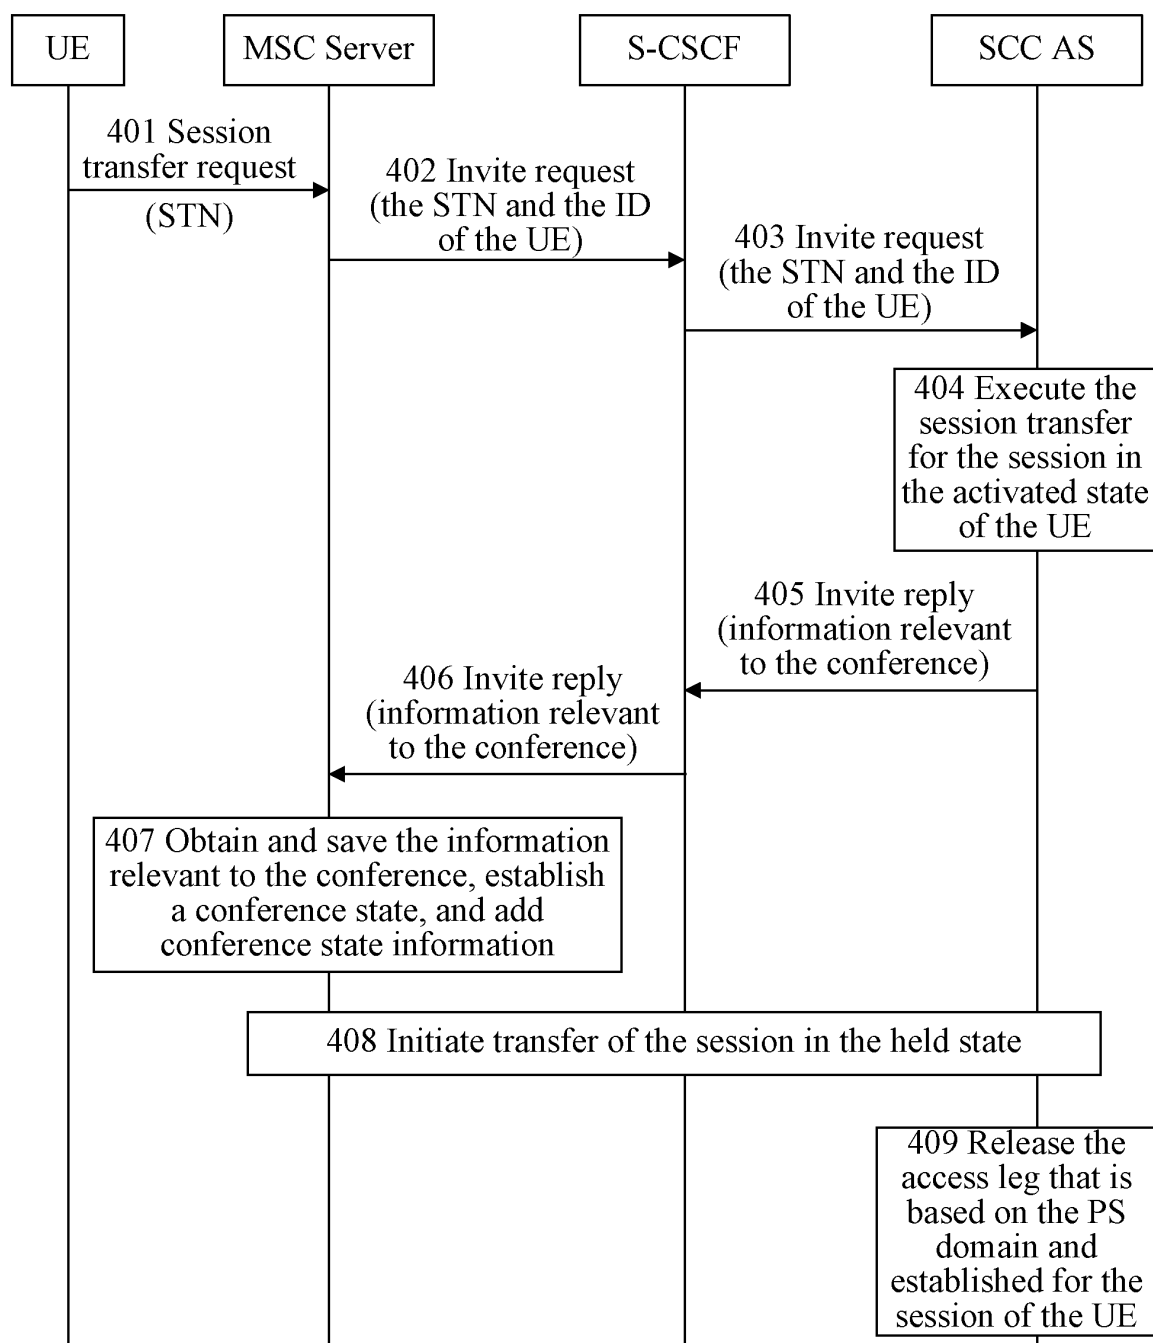 UE
MSC Server
S-CSCF
SCC AS
401 Session
transfer request
(STN)
402 Invite request
(the STN and the ID
of the UE)
403 Invite request
(the STN and the ID
of the UE)
404 Execute the
session transfer
for the session in
the activated state
of the UE
405 Invite reply
(information relevant
to the conference)
406 Invite reply
(information relevant
to the conference)
407 Obtain and save the information
relevant to the conference, establish
a conference state, and add
conference state information
408 Initiate transfer of the session in the held state
409 Release the
access leg that is
based on the PS
domain and
established for the
session of the UE